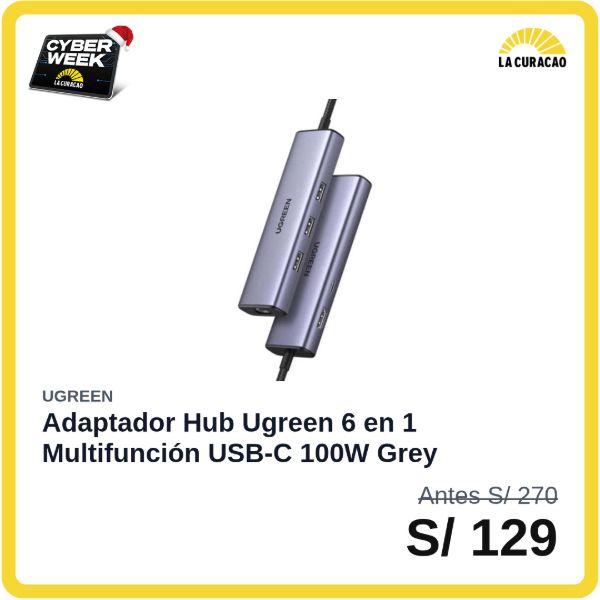 CYBER
WEEK
LA CURACAO
LA CURACAO
UGREEN
UGREEN
UGREEN
Adaptador Hub Ugreen 6 en 1
Multifunción USB-C 100W Grey
Antes S/ 270
S/ 129